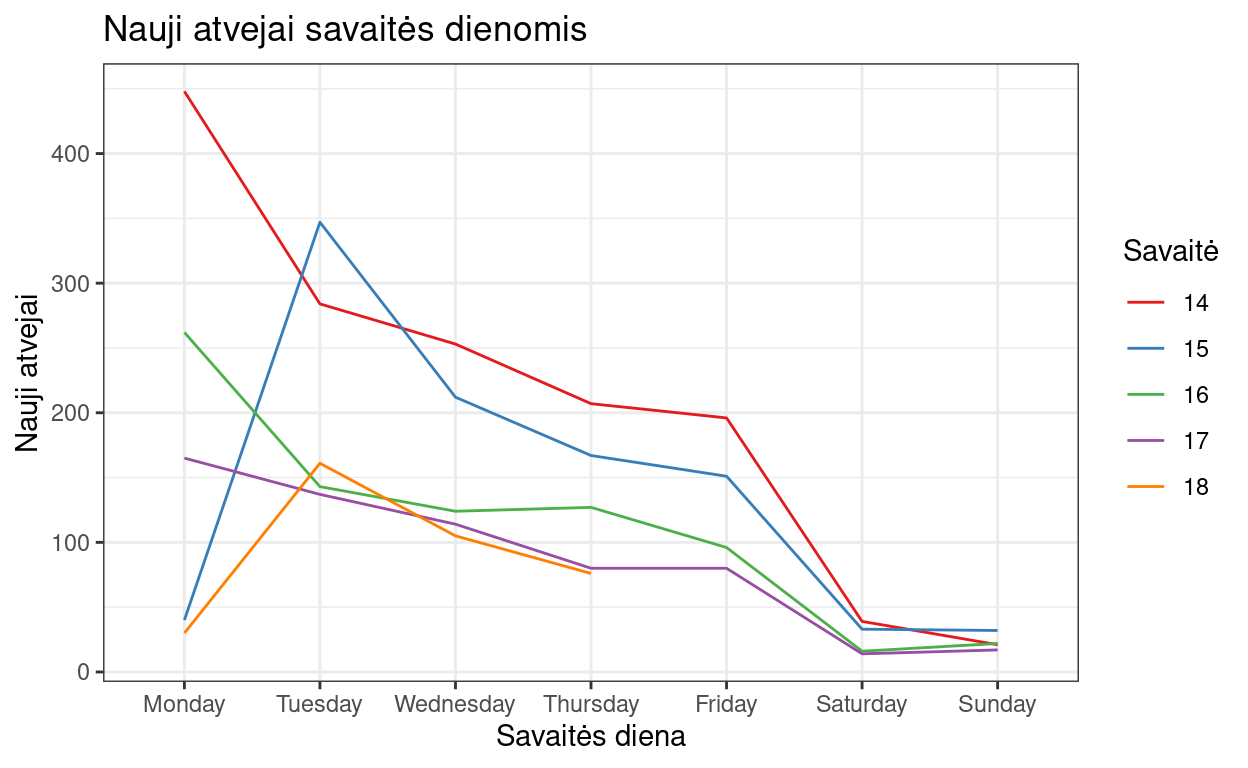 Nauji atvejai savaitės dienomis
Nauji atvejai
400
300
200
100
0
Monday Tuesday Wednesday Thursday Friday Saturday Sunday
Savaitės diena
Savaitė
14
15
16
17
18